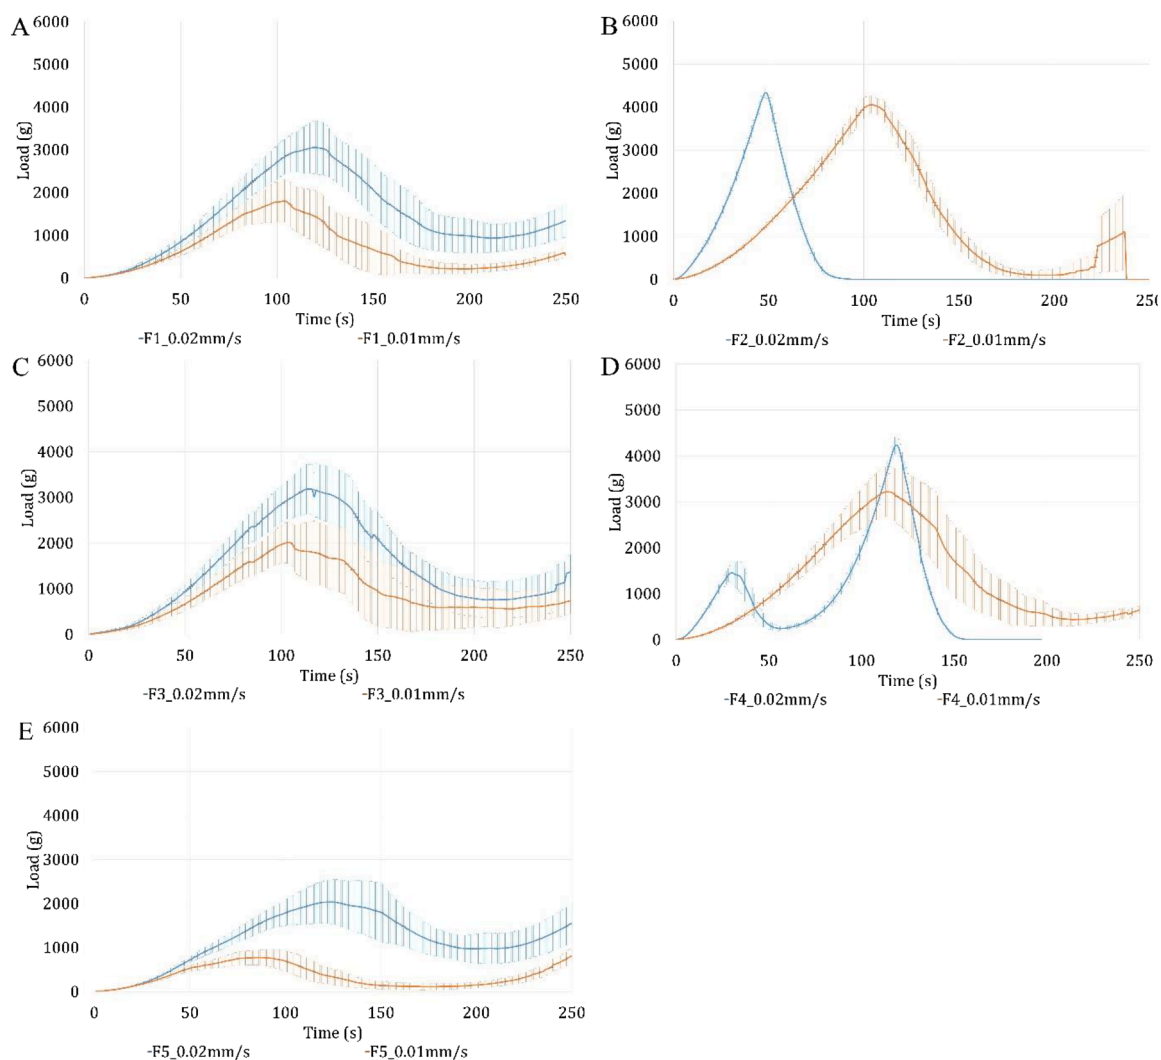 A
6000
5000
4000
3000
2000
1000
0
Load (g)
0 50 100 150 200 250
Time (s)
-F1_0.02mm/s -F1_0.01mm/s
B
6000
5000
4000
3000
2000
1000
0
Load (g)
0 50 100 150 200 250
Time (s)
-F2_0.02mm/s -F2_0.01mm/s
C
6000
5000
4000
3000
2000
1000
0
Load (g)
0 50 100 150 200 250
Time (s)
-F3_0.02mm/s -F3_0.01mm/s
D
6000
5000
4000
3000
2000
1000
0
Load (g)
0 50 100 150 200 250
Time (s)
-F4_0.02mm/s -F4_0.01mm/s
E
6000
5000
4000
3000
2000
1000
0
Load (g)
0 50 100 150 200 250
Time (s)
-F5_0.02mm/s -F5_0.01mm/s